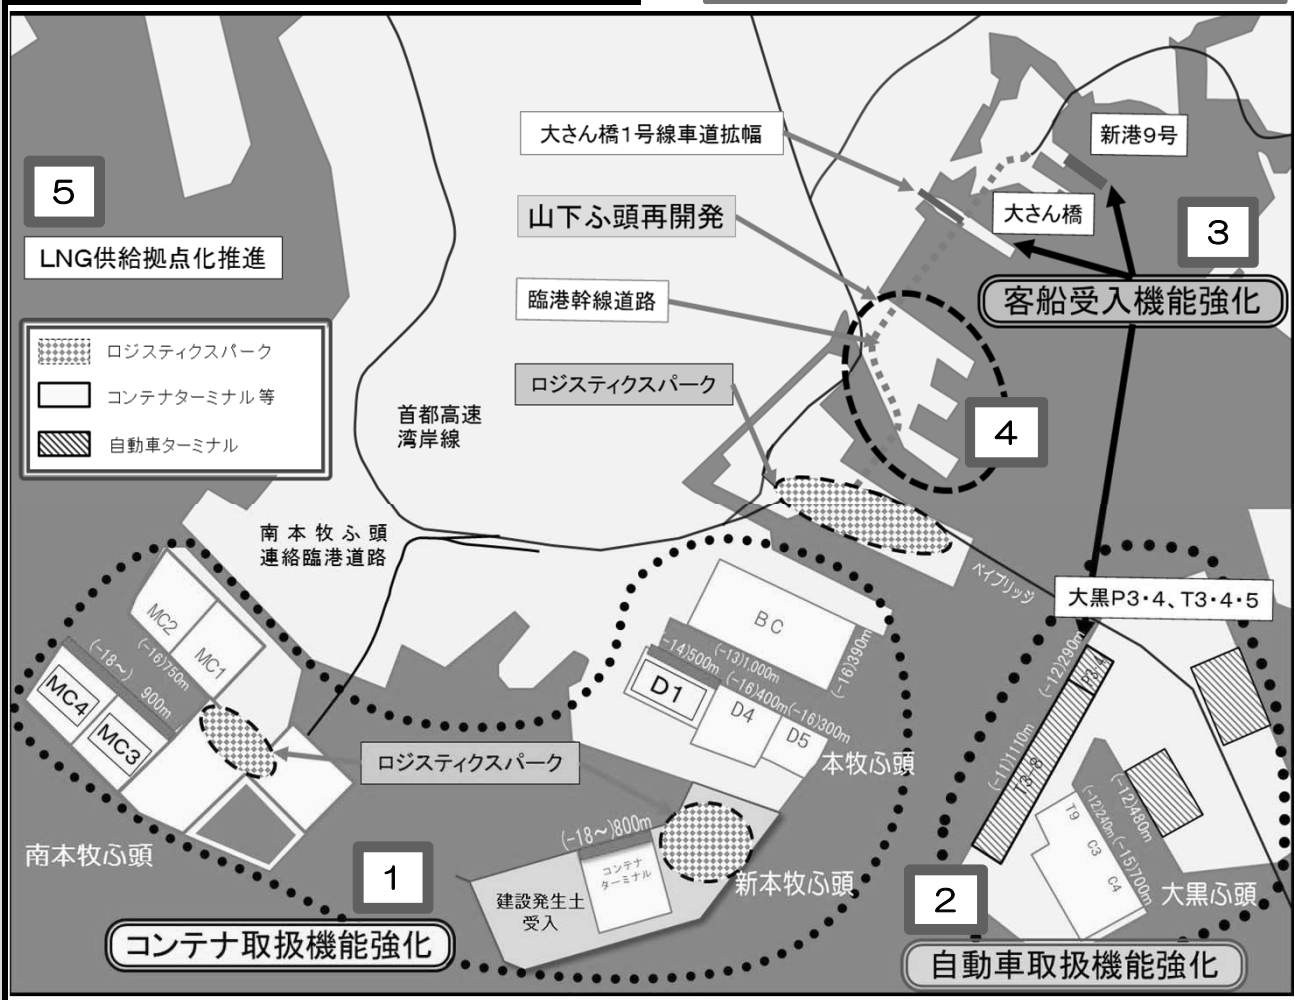 大さん橋１号線車道拡幅
新港９号
５
山下ふ頭再開発
大さん橋
３
LNG供給拠点化推進
臨港幹線道路
客船受入機能強化
ロジスティクスパーク
コンテナターミナル等
自動車ターミナル
ロジスティクスパーク
首都高速
湾岸線
４
南本牧ふ頭
連絡臨港道路
ベイブリッジ
大黒P3・4、T3・4・5
MC2
MC1
(-16)750m
(-18～) 900m
MC4
MC3
BC
(-16)390m
(-14)500m
(-13)1,000m
(-16)400m
(-16)300m
D1
D4
D5
本牧ふ頭
(-12)290m
P3/4
(-11)1110m
T3-8
(-12)480m
(-12)240m
(-15)700m
T9
C3
C4
大黒ふ頭
ロジスティクスパーク
(-18～)800m
コンテナ
ターミナル
新本牧ふ頭
建設発生土
受入
南本牧ふ頭
１
２
コンテナ取扱機能強化
自動車取扱機能強化